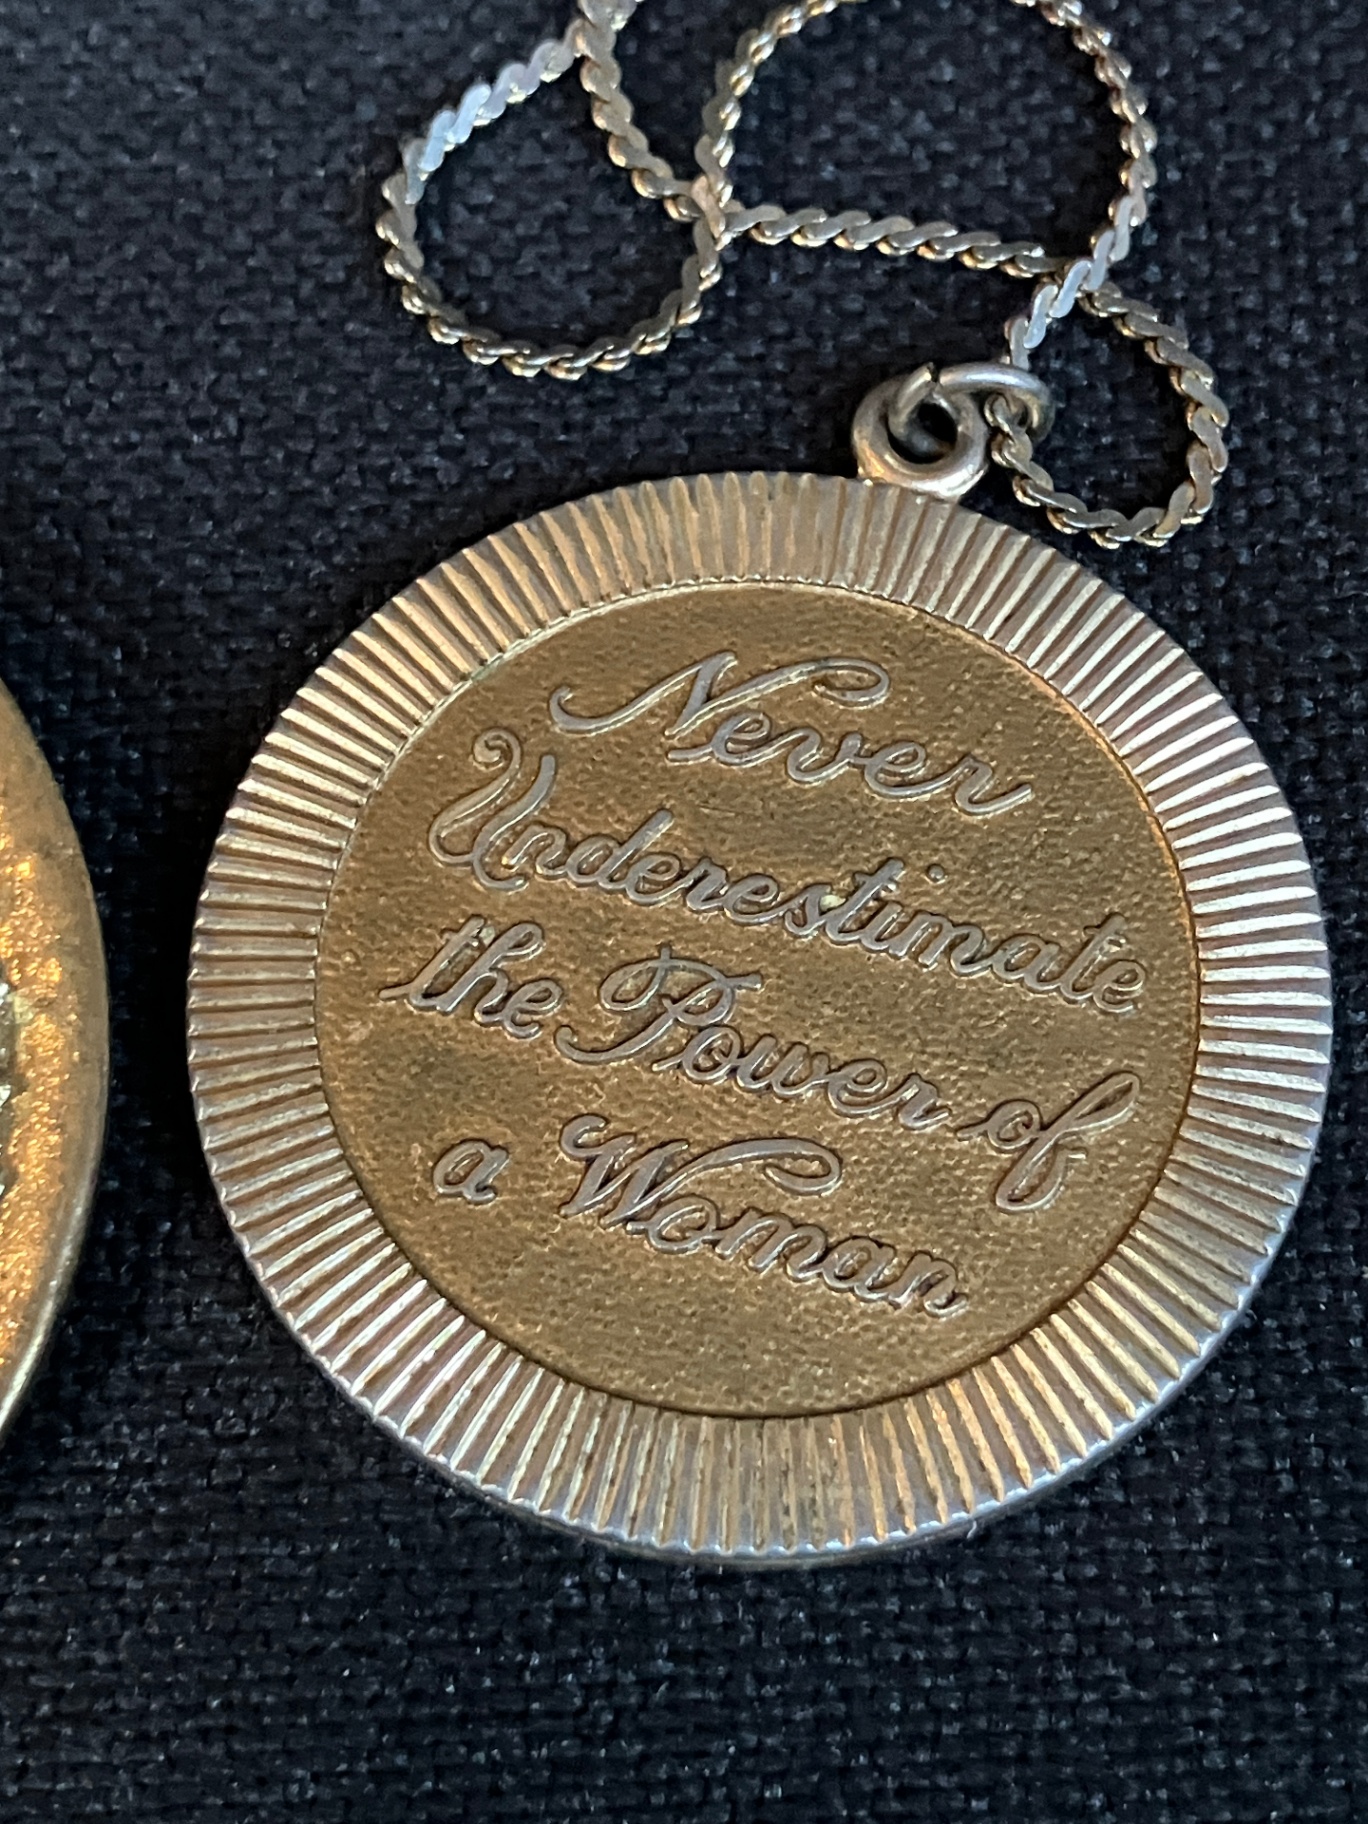 Never
Underestimate
the Power of
a Woman